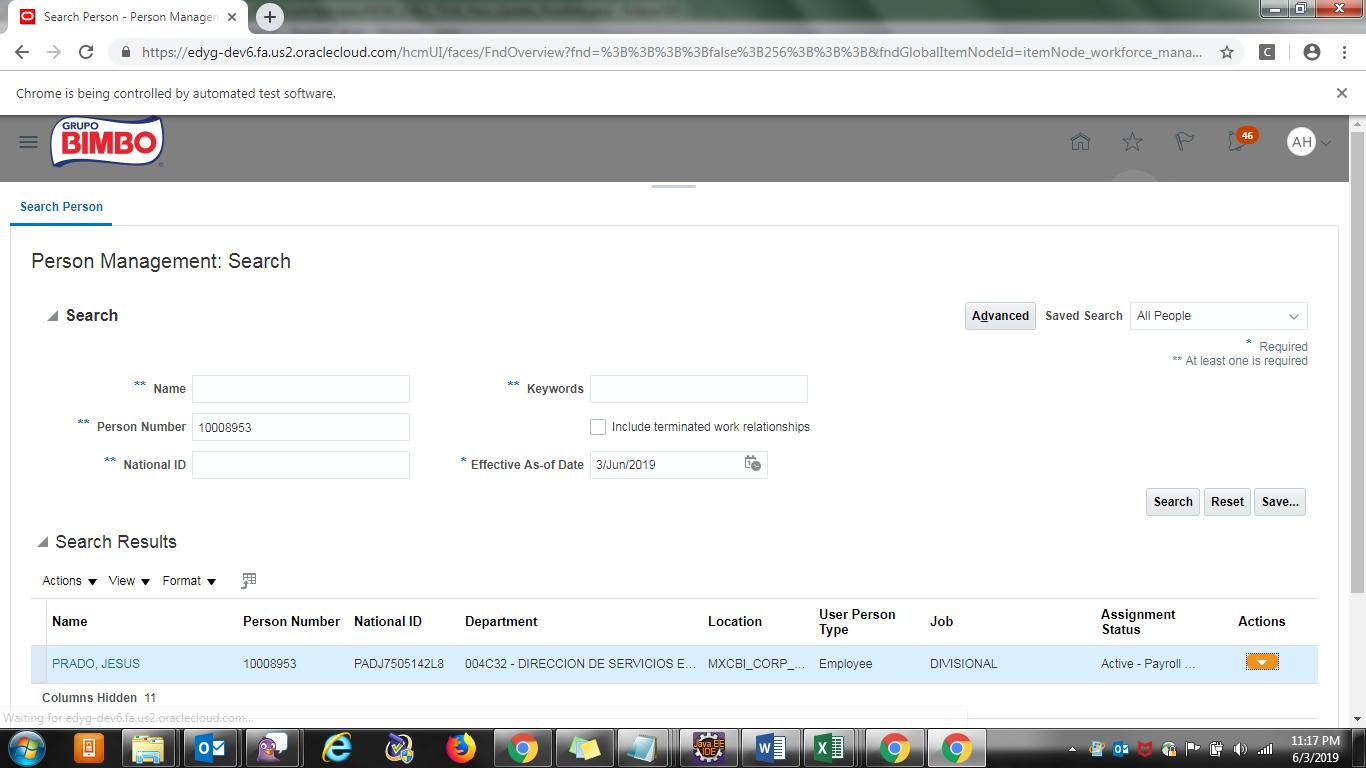 Search Person - Person Managen
https://edyg-dev6.fa.us2.oraclecloud.com/hcmUI/faces/FndOverview?fnd=%3B%3B%3B%3Bfalse%3B256%3B%3B%3B&fndGlobalItemNodeId=itemNode_workforce_mana...
C
Chrome is being controlled by automated test software.
GRUPO
BIMBO
46
AH
Search Person
Person Management: Search
Search
Advanced
Saved Search
All People
* Required
** At least one is required
** Name
** Keywords
** Person Number
10008953
Include terminated work relationships
** National ID
* Effective As-of Date
3/Jun/2019
Search
Reset
Save...
Search Results
Actions
View
Format
Name
Person Number
National ID
Department
Location
User Person
Type
Job
Assignment
Status
Actions
PRADO, JESUS
10008953
PADJ7505142L8
004C32 - DIRECCION DE SERVICIOS E...
MXCBI_CORP_...
Employee
DIVISIONAL
Active - Payroll ...
Columns Hidden 11
Waiting for edyg-dev6.fa.us2.oraclecloud.com...
Java EE
IDE
11:17 PM
6/3/2019